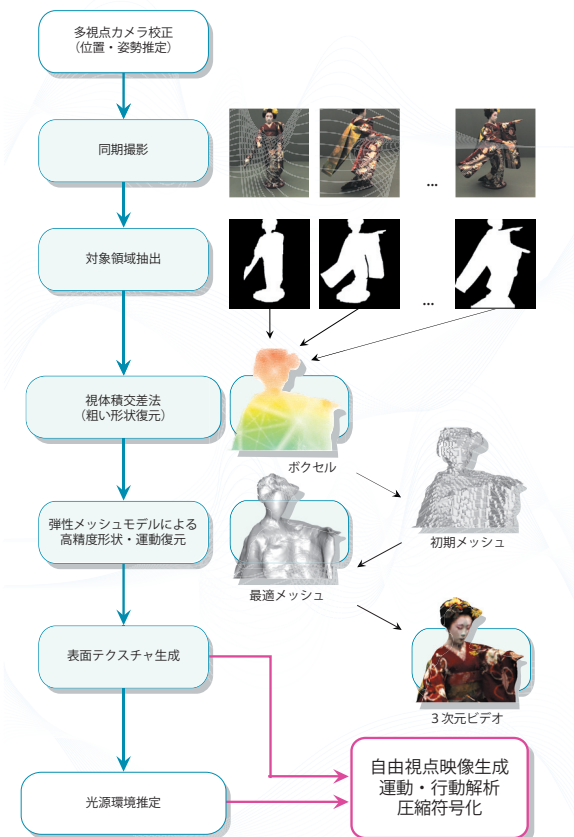 多視点カメラ校正
(位置・姿勢推定)
同期撮影
...
対象領域抽出
...
視体積交差法
(粗い形状復元)
ボクセル
弾性メッシュモデルによる
高精度形状・運動復元
初期メッシュ
最適メッシュ
表面テクスチャ生成
3次元ビデオ
自由視点映像生成
運動・行動解析
圧縮符号化
光源環境推定